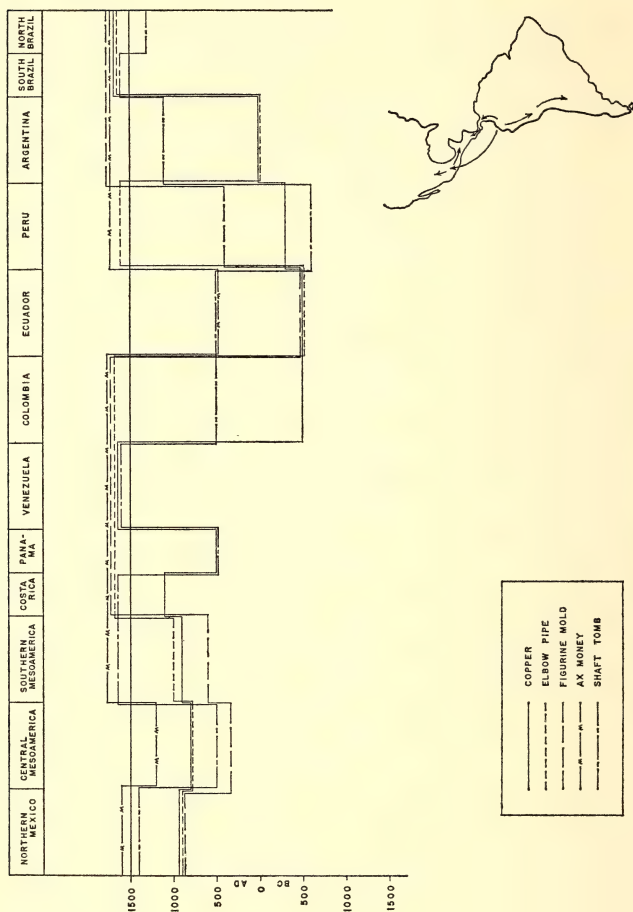 NORTHERN
MEXICO
CENTRAL
MESOAMERICA
SOUTHERN
MESOAMERICA
COSTA
RICA
PANA-
MA
VENEZUELA
COLOMBIA
ECUADOR
PERU
ARGENTINA
SOUTH
BRAZIL
NORTH
BRAZIL
1500
1000
500
AD
0
BC
500
1000
1500
COPPER
ELBOW PIPE
FIGURINE MOLD
AX MONEY
SHAFT TOMB